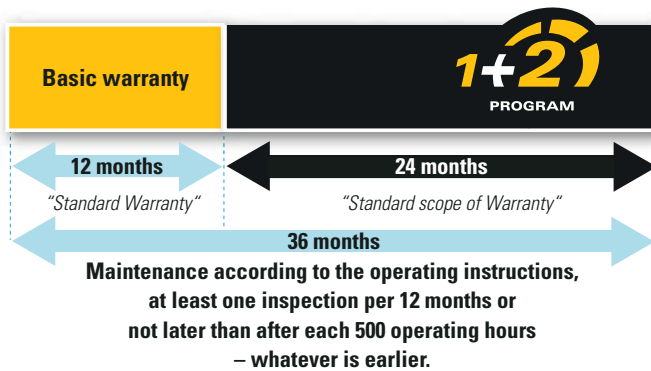 Basic warranty
1+2
PROGRAM
12 months
24 months
"Standard Warranty“
"Standard scope of Warranty“
36 months
Maintenance according to the operating instructions,
at least one inspection per 12 months or
not later than after each 500 operating hours
– whatever is earlier.